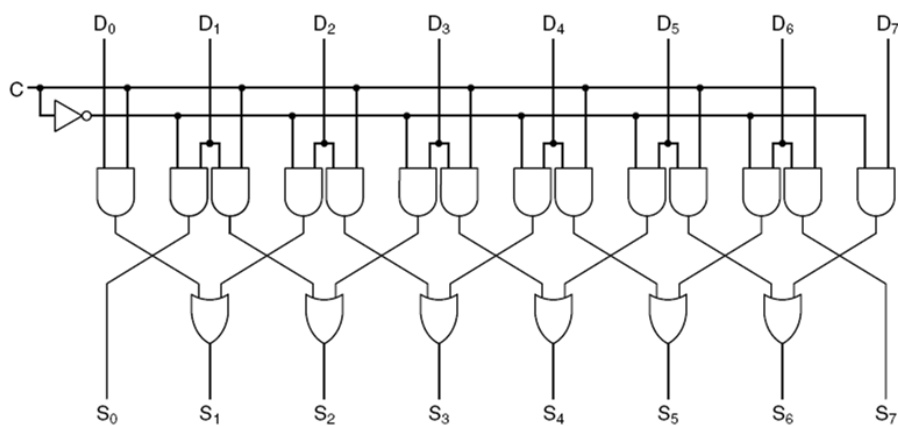 D₀ D₁ D₂ D₃ D₄ D₅ D₆ D₇
C
S₀ S₁ S₂ S₃ S₄ S₅ S₆ S₇